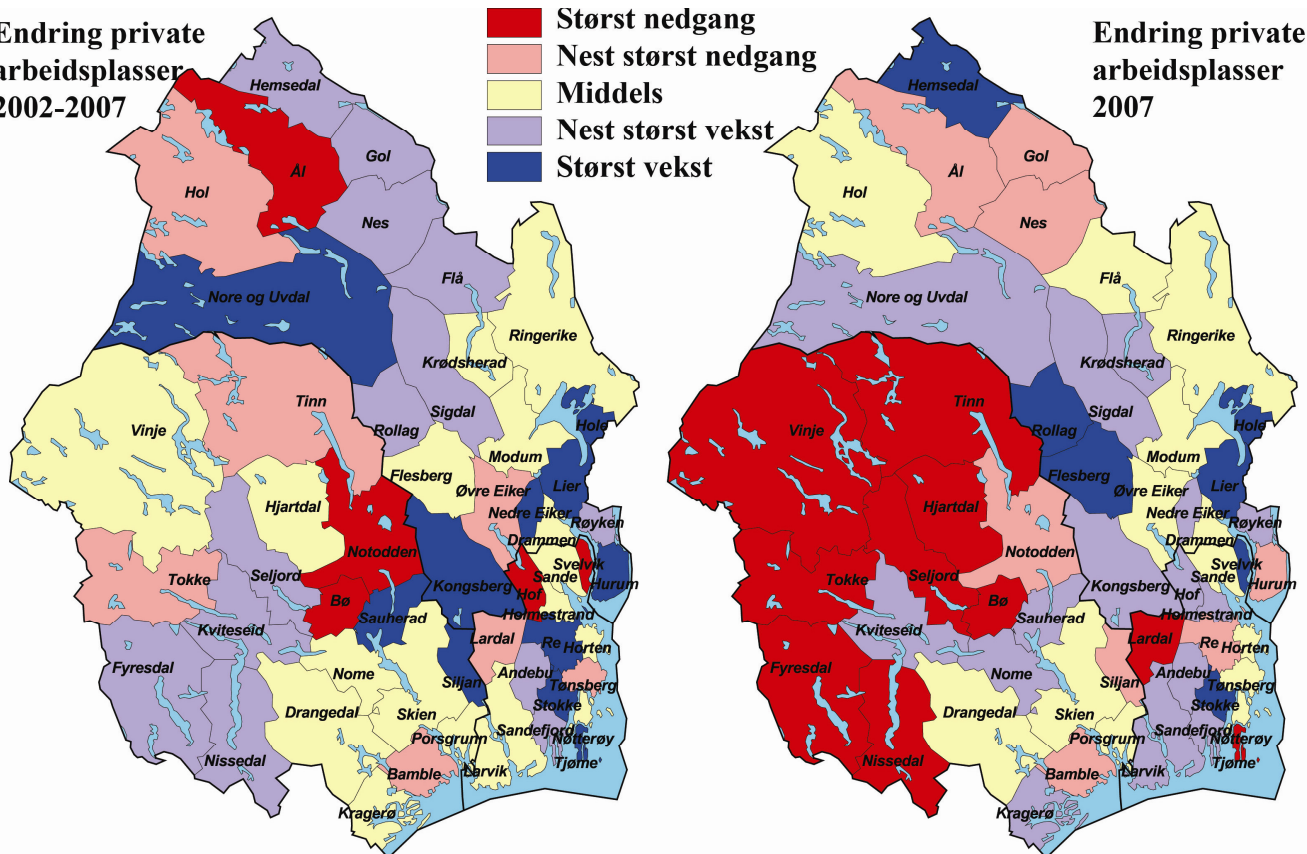 Endring private
arbeidsplasser
2002-2007
Størst nedgang
Nest størst nedgang
Middels
Nest størst vekst
Størst vekst
Endring private
arbeidsplasser
2007
Hemsedal
Gol
Ål
Hol
Nes
Flå
Nore og Uvdal
Ringerike
Krødsherad
Tinn
Sigdal
Rollag
Hole
Vinje
Modum
Flesberg
Lier
Øvre Eiker
Hjartdal
Nedre Eiker
Røyken
Drammen
Notodden
Svelvik
Tokke
Seljord
Kongsberg
Sande
Hurum
Bø
Hof
Holmestrand
Sauherad
Kviteseid
Lardal
Re
Horten
Fyresdal
Nome
Andebu
Siljan
Tønsberg
Stokke
Drangedal
Skien
Sandefjord
Porsgrunn
Nøtterøy
Nissedal
Bamble
Larvik
Tjøme
Kragerø
Hemsedal
Gol
Ål
Hol
Nes
Flå
Nore og Uvdal
Ringerike
Krødsherad
Tinn
Sigdal
Rollag
Hole
Vinje
Modum
Flesberg
Lier
Øvre Eiker
Hjartdal
Nedre Eiker
Røyken
Drammen
Notodden
Svelvik
Tokke
Seljord
Kongsberg
Sande
Hurum
Bø
Hof
Holmestrand
Sauherad
Kviteseid
Lardal
Re
Horten
Fyresdal
Nome
Andebu
Siljan
Tønsberg
Stokke
Drangedal
Skien
Sandefjord
Porsgrunn
Nøtterøy
Nissedal
Bamble
Larvik
Tjøme
Kragerø